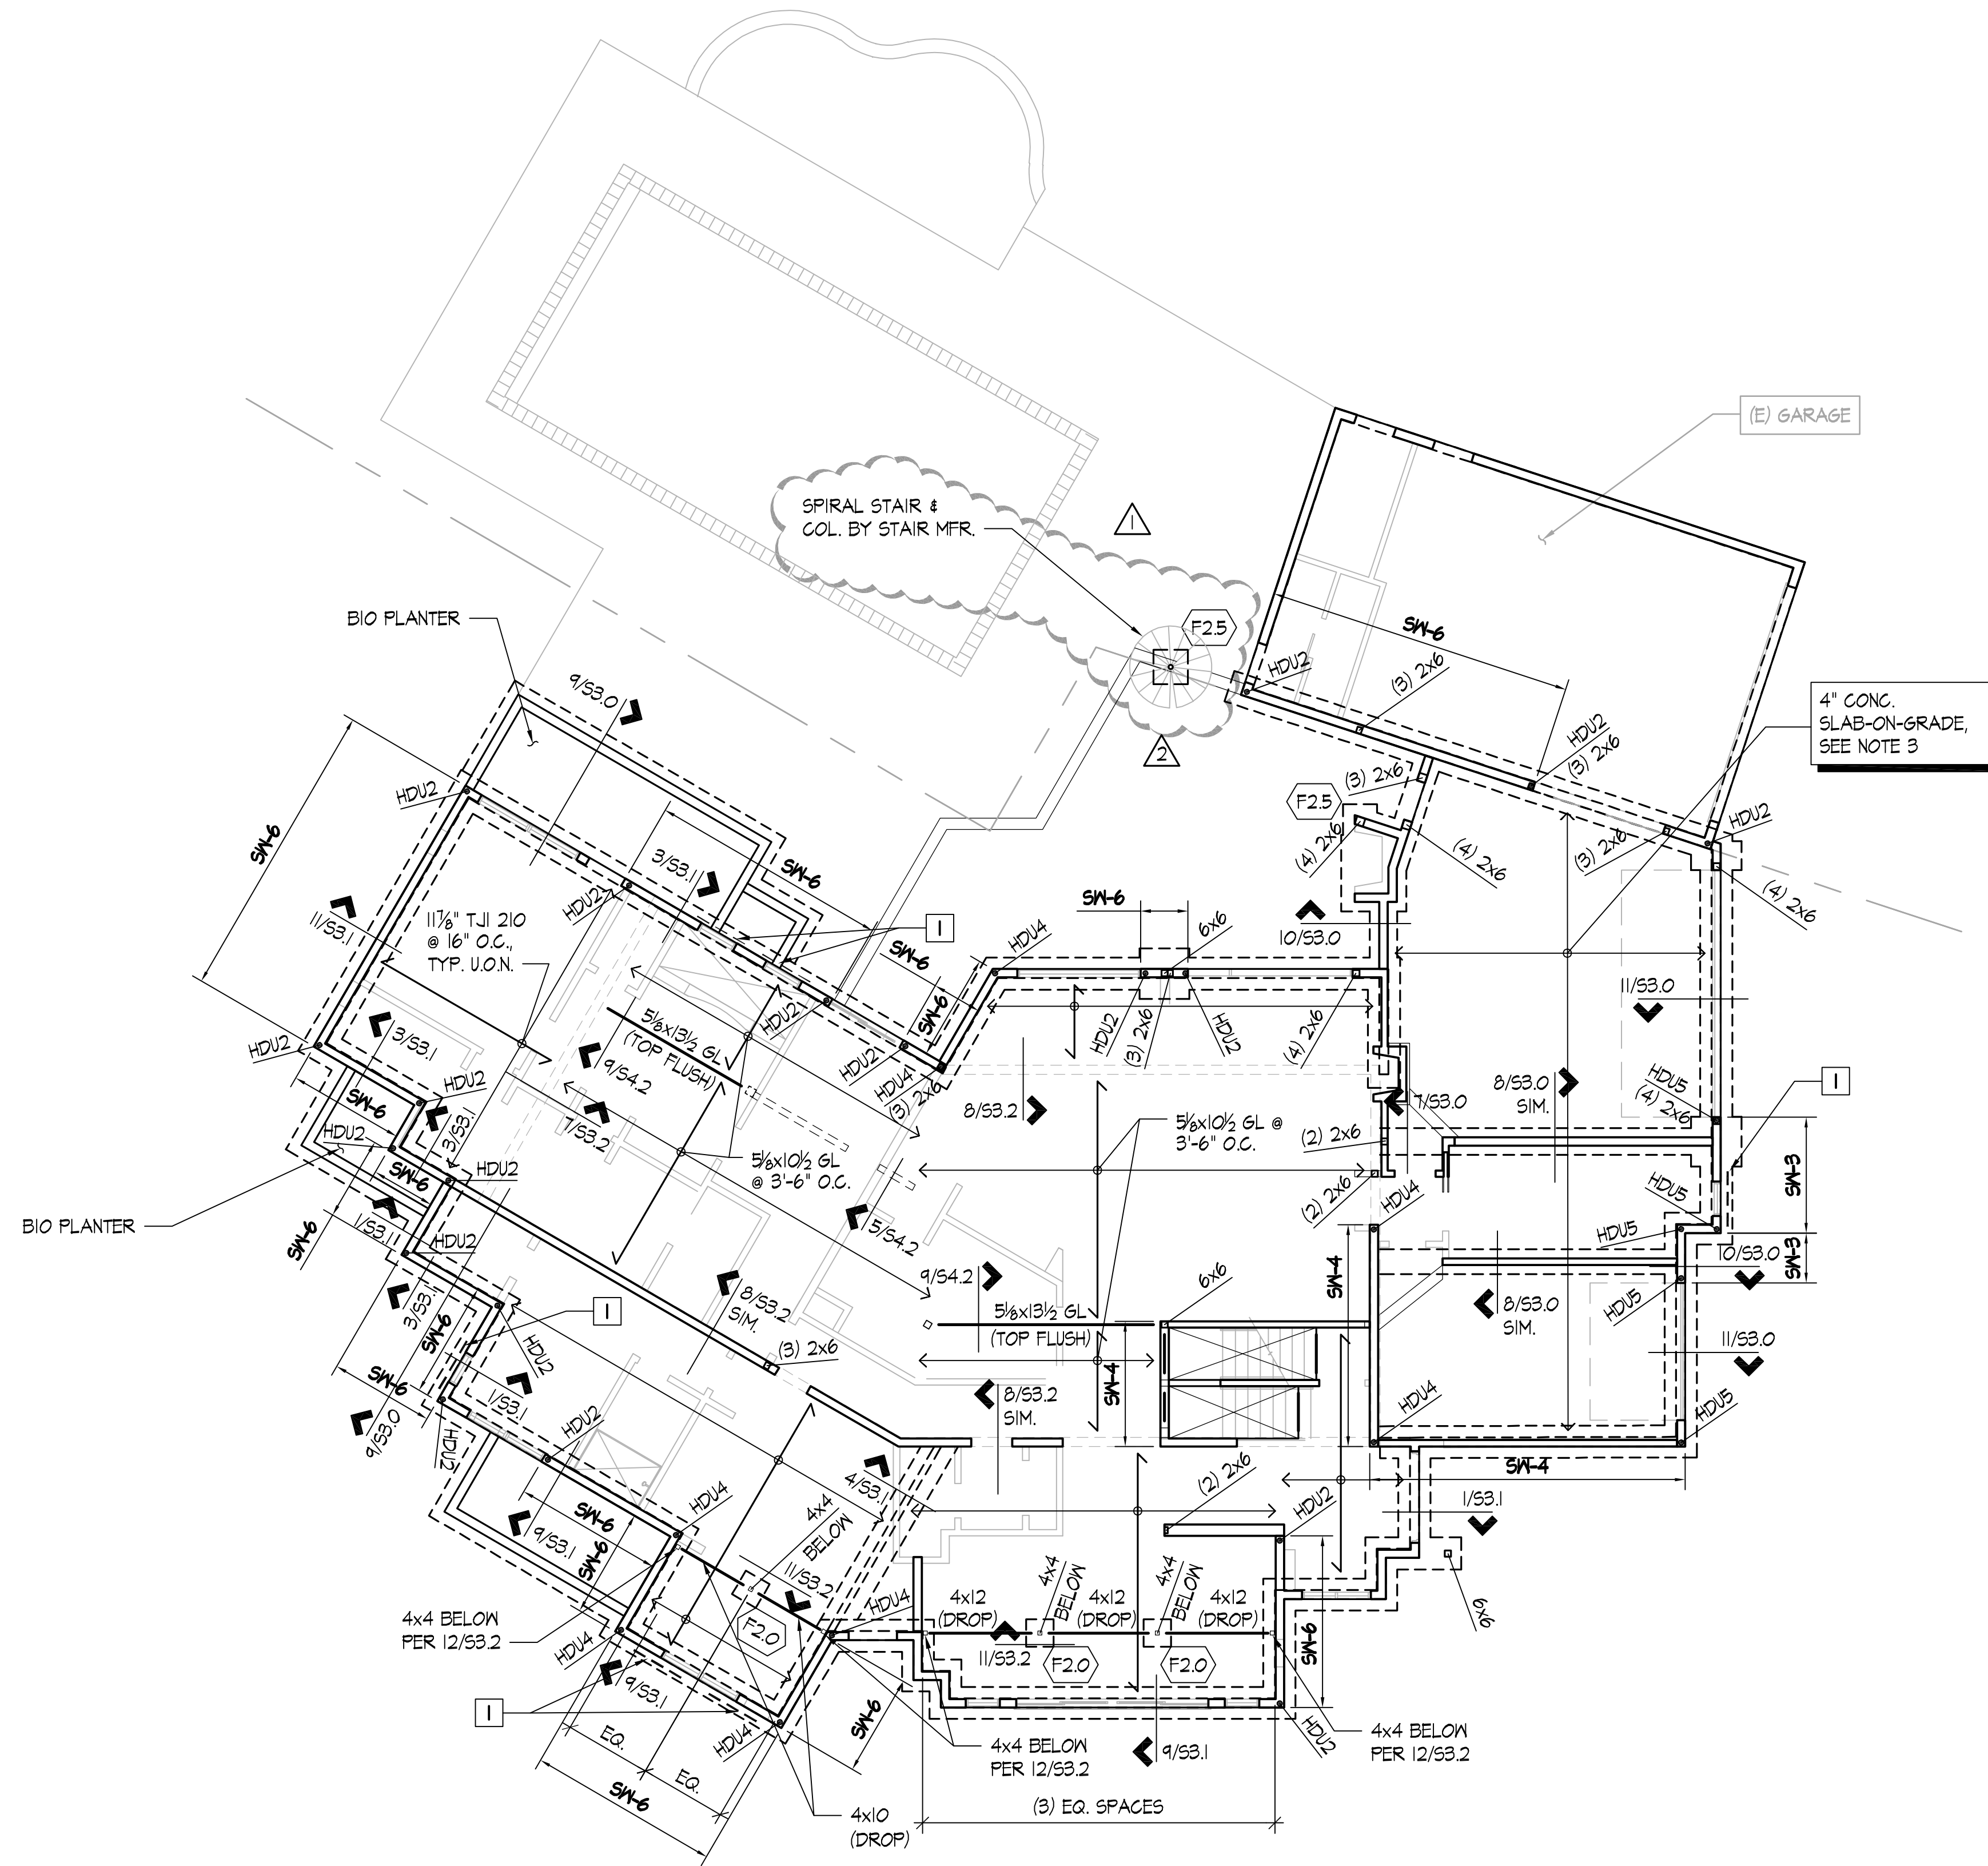 (E) GARAGE
SPIRAL STAIR &
COL. BY STAIR MFR.
1
F2.5
BIO PLANTER
SW-6
HDU2
(3) 2x6
9/S3.0
4" CONC.
SLAB-ON-GRADE,
SEE NOTE 3
HDU2
(3) 2x6
2
(3) 2x6
F2.5
HDU2
HDU2
SW-6
3/S3.1
SW-6
(4) 2x6
(4) 2x6
(3) 2x6
(4) 2x6
11/S3.1
11 7/8" TJI 210
@ 16" O.C.,
TYP. U.O.N.
HDU2
1
SW-6
SW-6
HDU4
SW-6
6x6
10/S3.0
11/S3.0
HDU2
3/S3.1
5 1/8x13 1/2 GL
(TOP FLUSH)
HDU2
SW-6
HDU2
HDU4
(3) 2x6
HDU2
(3) 2x6
HDU2
(4) 2x6
9/S4.2
HDU2
SW-6
7/S3.2
8/S3.2
7/S3.0
8/S3.0
SIM.
HDU5
(4) 2x6
1
HDU2
3/S3.1
5 1/8x10 1/2 GL
@ 3'-6" O.C.
5 1/8x10 1/2 GL @
3'-6" O.C.
(2) 2x6
SW-3
SW-6
HDU2
(2) 2x6
HDU4
HDU5
BIO PLANTER
SW-6
1/S3.1
HDU2
5/S4.2
HDU5
10/S3.0
SW-3
9/S4.2
6x6
SW-4
3/S3.1
1
8/S3.2
SIM.
5 1/8x13 1/2 GL
(TOP FLUSH)
HDU5
8/S3.0
SIM.
11/S3.0
SW-6
HDU2
(3) 2x6
SW-4
SW-6
1/S3.1
8/S3.2
SIM.
9/S3.0
HDU2
HDU2
HDU4
HDU5
SW-4
4/S3.1
(2) 2x6
HDU4
4x4
BELOW
SW-6
HDU2
1/S3.1
9/S3.1
SW-6
11/S3.2
4x4 BELOW
PER 12/S3.2
F2.0
HDU4
4x12
(DROP)
4x4
BELOW
4x12
(DROP)
4x4
BELOW
4x12
(DROP)
6x6
HDU4
11/S3.2
F2.0
F2.0
SW-6
9/S3.1
1
HDU4
SW-6
HDU2
EQ.
EQ.
SW-6
4x4 BELOW
PER 12/S3.2
9/S3.1
4x4 BELOW
PER 12/S3.2
4x10
(DROP)
(3) EQ. SPACES